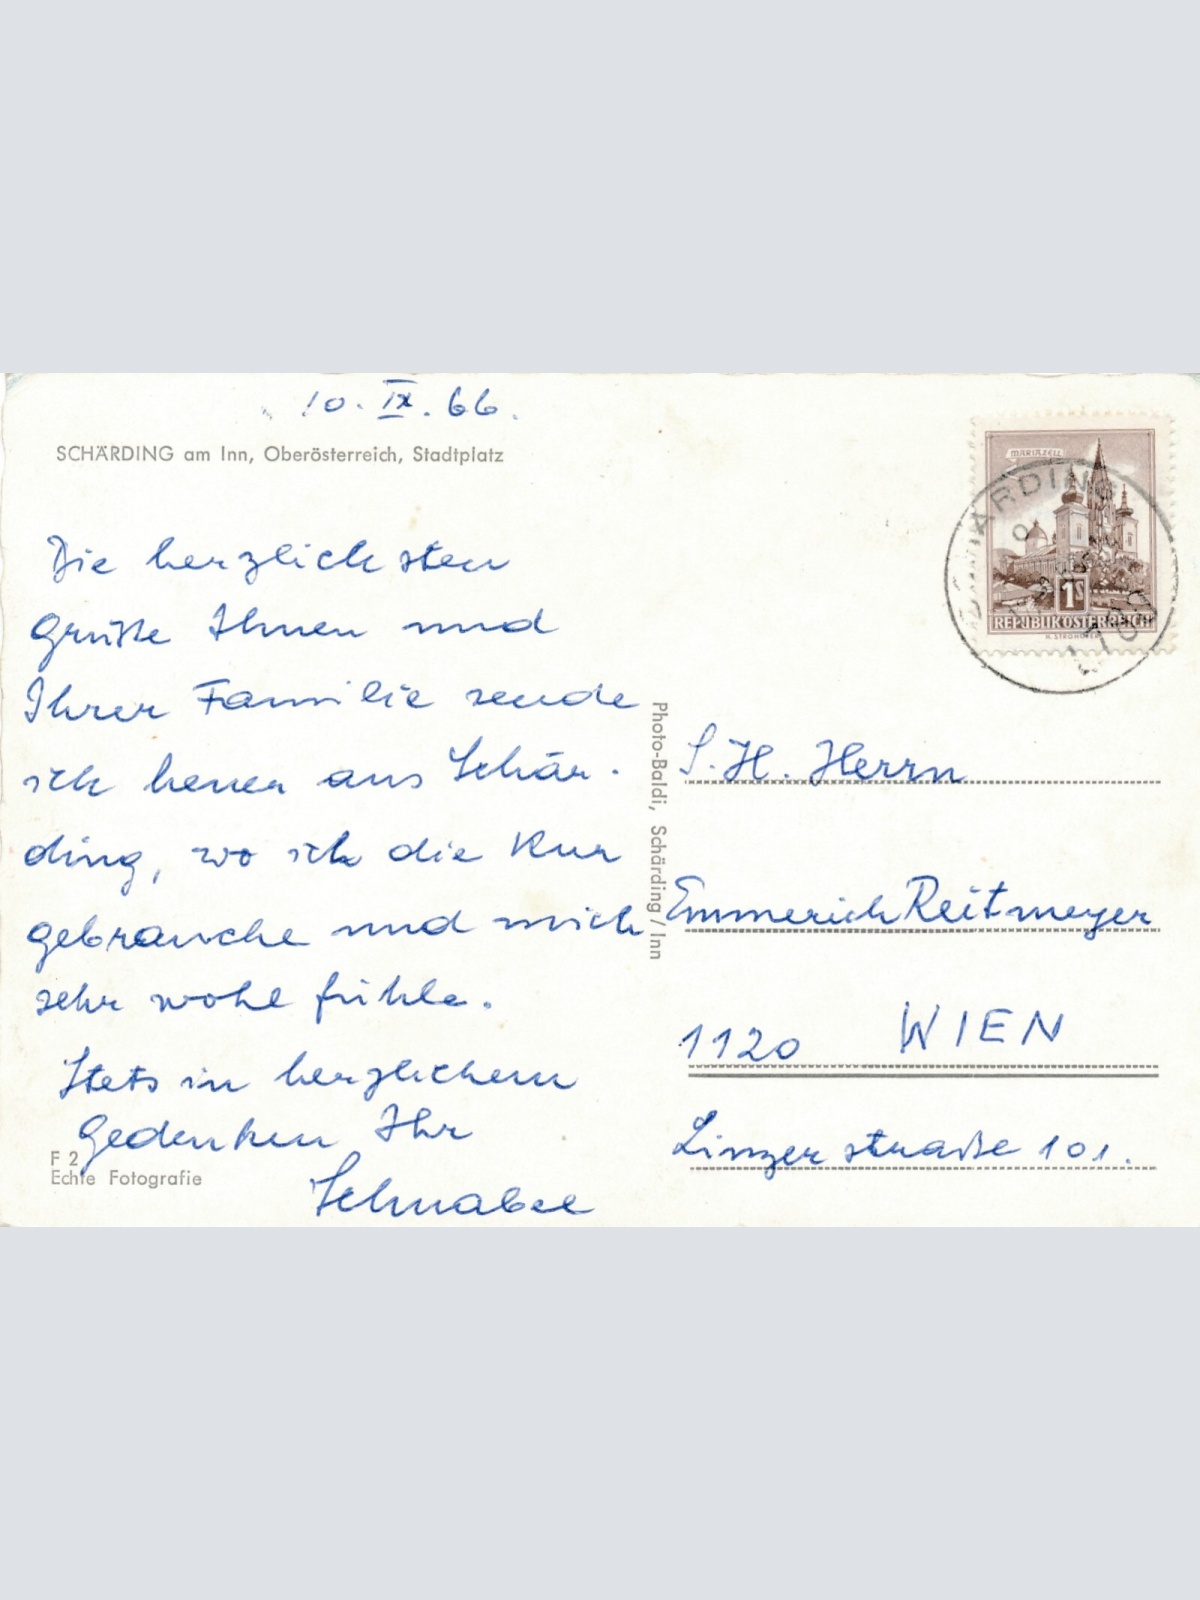 10. IX. 66.
SCHÄRDING am Inn, Oberösterreich, Stadtplatz
Die herzlichsten
Grüße Ihnen und
Ihrer Familie sende
ich heuer aus Schär-
ding, wo ich die Kur
gebrauche und mich
sehr wohl fühle.
Stets in herzlichem
Gedenken Ihr
Schnabel
F 2
Echte Fotografie
Photo-Baldi, Schärding / Inn
MARIAZELL
1S
REPUBLIK ÖSTERREICH
SCHÄRDING
S. H. Herrn
Emmerich Reitmeyer
1120 WIEN
Linzerstraße 101.